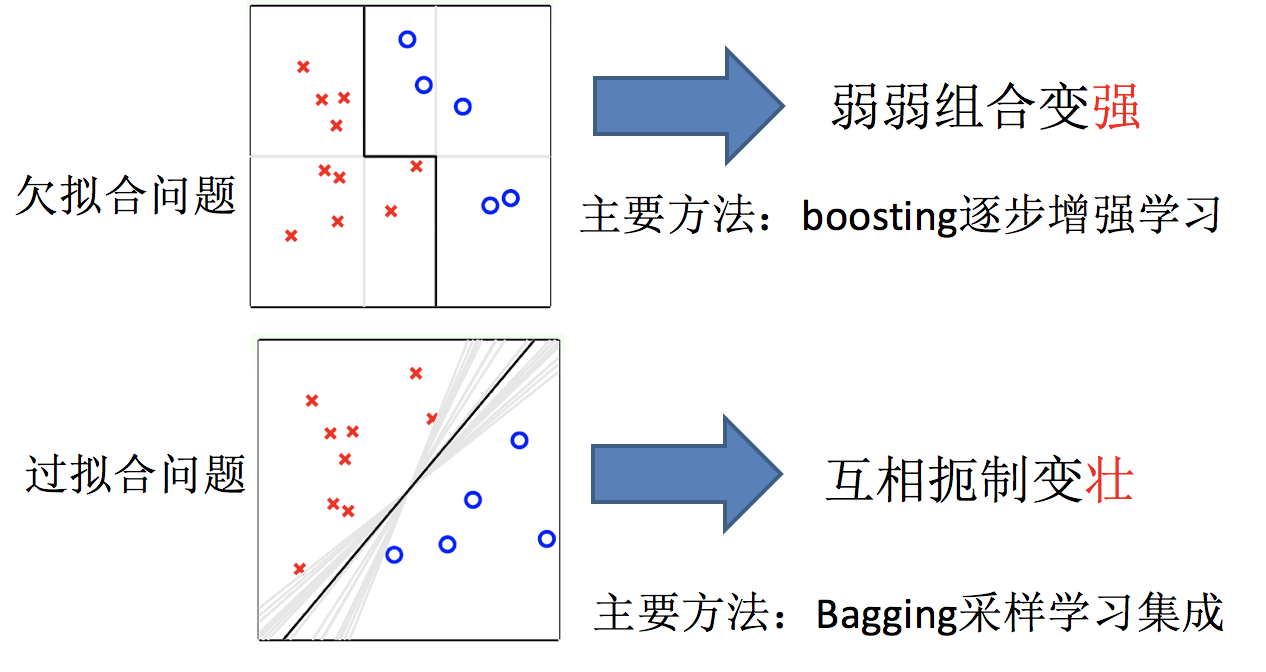 欠拟合问题
弱弱组合变强
主要方法：boosting逐步增强学习
过拟合问题
互相扼制变壮
主要方法：Bagging采样学习集成